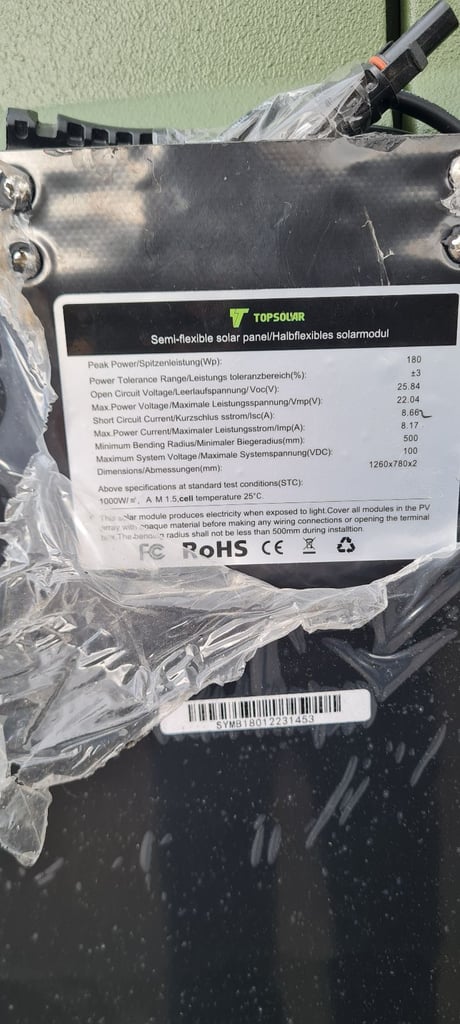 TOPSOLAR
Semi-flexible solar panel/Halbflexibles solarmodul
Peak Power/Spitzenleistung(Wp): 180
Power Tolerance Range/Leistungs toleranzbereich(%): ±3
Open Circuit Voltage/Leerlaufspannung/Voc(V): 25.84
Max.Power Voltage/Maximale Leistungsspannung/Vmp(V): 22.04
Short Circuit Current/Kurzschlus sstrom/Isc(A): 8.66
Max.Power Current/Maximaler Leistungsstrom/Imp(A): 8.17
Minimum Bending Radius/Minimaler Biegeradius(mm): 500
Maximum System Voltage/Maximale Systemspannung(VDC): 100
Dimensions/Abmessungen(mm): 1260x780x2
Above specifications at standard test conditions(STC):
1000W/㎡, A M 1.5,cell temperature 25°C.
This solar module produces electricity when exposed to light.Cover all modules in the PV
array with opaque material before making any wiring connections or opening the terminal
box.The bending radius shall not be less than 500mm during installtion.
FC RoHS CE
SYMB18012231453